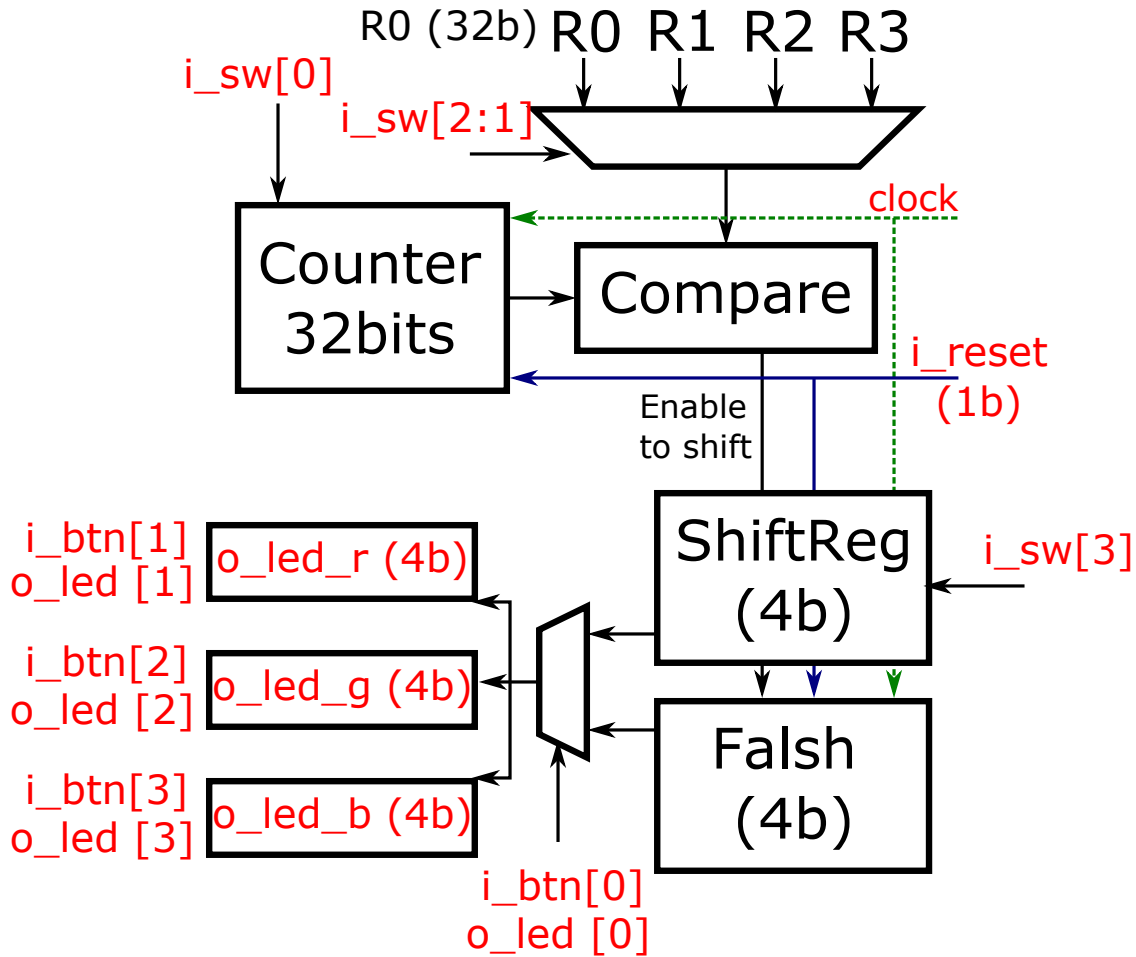 R0 (32b)
R0 R1 R2 R3
i_sw[0]
i_sw[2:1]
clock
Counter
32bits
Compare
i_reset
(1b)
Enable
to shift
ShiftReg
(4b)
i_sw[3]
i_btn[1]
o_led [1]
o_led_r (4b)
i_btn[2]
o_led [2]
o_led_g (4b)
Falsh
(4b)
i_btn[3]
o_led [3]
o_led_b (4b)
i_btn[0]
o_led [0]